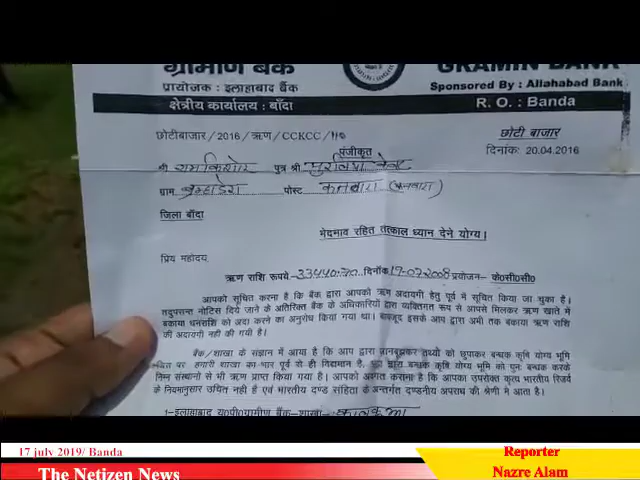 ग्रामीण बैंक
GRAMIN BANK
प्रायोजक : इलाहाबाद बैंक
Sponsored By : Allahabad Bank
क्षेत्रीय कार्यालय : बाँदा
R. O. : Banda
छोटीबाजार/2016/ऋण/CCKCC/
छोटी बाजार
पंजीकृत
दिनांक: 20.04.2016
श्री रामकिशोर पुत्र श्री
ग्राम पोस्ट
जिला बाँदा
भेदभाव रहित तत्काल ध्यान देने योग्य।
प्रिय महोदय
ऋण राशि रूपये- दिनाँक 19-07-2008 प्रयोजन– के०सी०सी०
आपको सूचित करना है कि बैंक द्वारा आपको ऋण अदायगी हेतु पूर्व में सूचित किया जा चुका है।
तदुपरान्त नोटिस दिये जाने के अतिरिक्त बैंक के अधिकारियों द्वारा व्यक्तिगत रूप से आपसे मिलकर ऋण खाते में
बकाया धनराशि को अदा करने का अनुरोध किया गया था। बावजूद इसके आप द्वारा अभी तक बकाया ऋण राशि
की अदायगी नही की गयी है।
बैंक/शाखा के संज्ञान में आया है कि आप द्वारा जानबूझकर तथ्यो को छुपाकर बन्धक कृषि योग्य भूमि
पर हमारी शाखा का भार पूर्व से ही विद्यमान है, द्वारा बन्धक कृषि योग्य भूमि को पुनः बन्धक करके
निम्न संस्थानों से भी ऋण प्राप्त किया गया है। आपको अवगत कराना है कि आपका उपरोक्त कृत्य भारतीय रिजर्व
के नियमानुसार उचित नही है एवं भारतीय दण्ड संहिता के अन्तर्गत दण्डनीय अपराध की श्रेणी मे आता है।
1-इलाहाबाद यू०पी०ग्रामीण बैंक-शाखा-
17 july 2019/ Banda
Reporter
The Netizen News
Nazre Alam